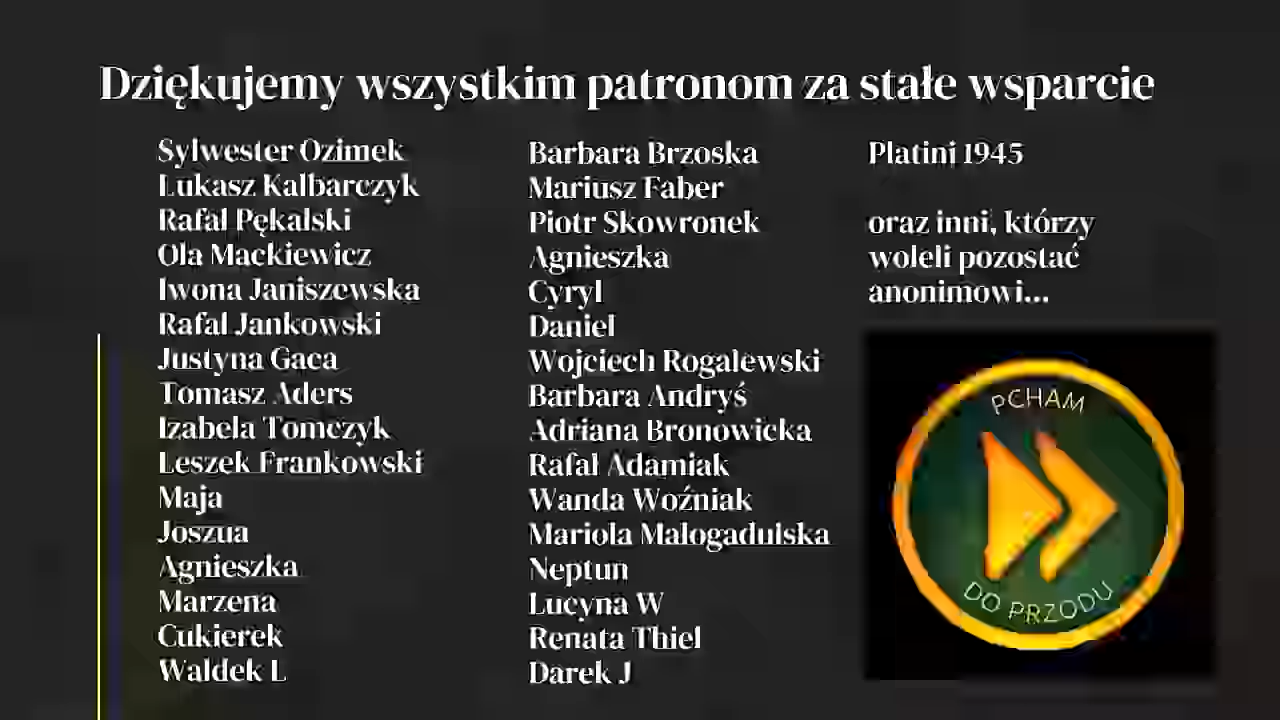 Dziękujemy wszystkim patronom za stałe wsparcie
Sylwester Ozimek
Łukasz Kalbarczyk
Rafał Pękalski
Ola Mackiewicz
Iwona Janiszewska
Rafał Jankowski
Justyna Gaca
Tomasz Aders
Izabela Tomczyk
Leszek Frankowski
Maja
Joszua
Agnieszka
Marzena
Cukierek
Waldek L
Barbara Brzoska
Mariusz Faber
Piotr Skowronek
Agnieszka
Cyryl
Daniel
Wojciech Rogalewski
Barbara Andryś
Adriana Bronowicka
Rafał Adamiak
Wanda Woźniak
Mariola Małogadulska
Neptun
Lucyna W
Renata Thiel
Darek J
Platini 1945
oraz inni, którzy
woleli pozostać
anonimowi...
PCHAM
DO PRZODU